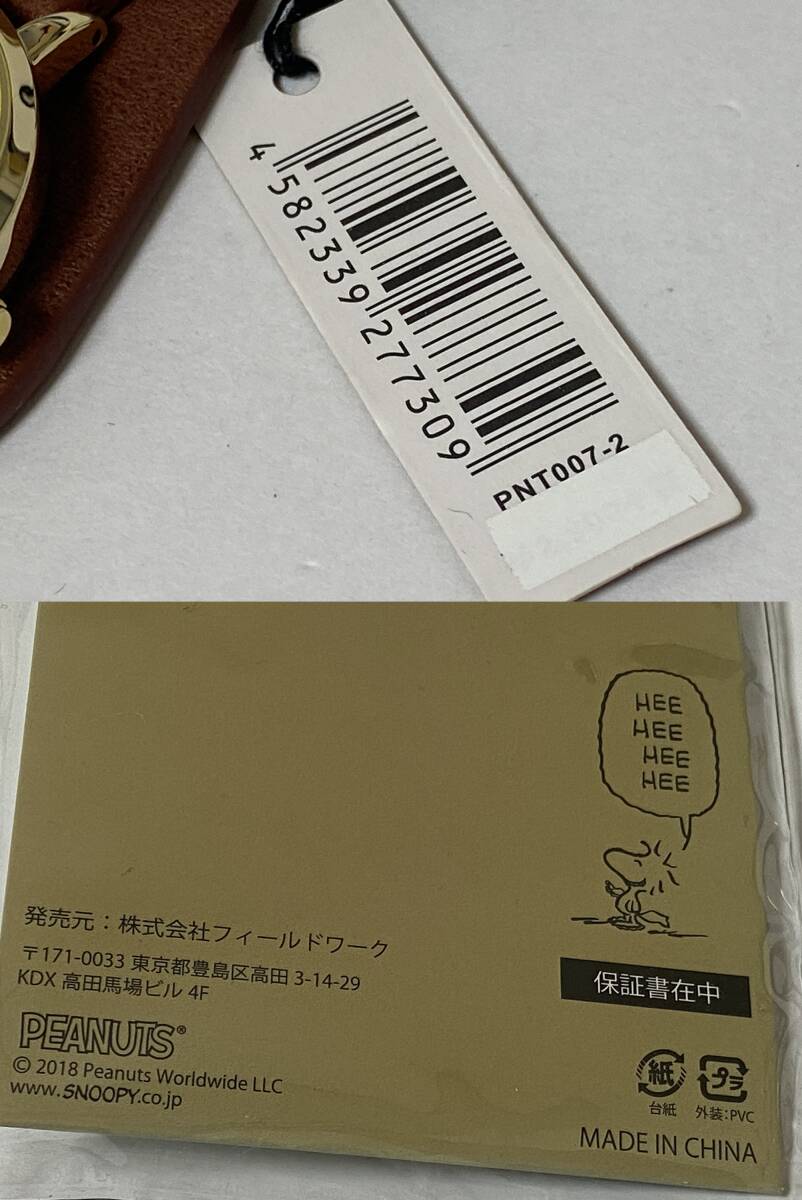 4 582339 277309
PNT007-2
HEE
HEE
HEE
HEE
発売元：株式会社フィールドワーク
〒171-0033 東京都豊島区高田 3-14-29
KDX 高田馬場ビル 4F
保証書在中
PEANUTS®
© 2018 Peanuts Worldwide LLC
www.SNOOPY.co.jp
紙
台紙
プラ
外装:PVC
MADE IN CHINA